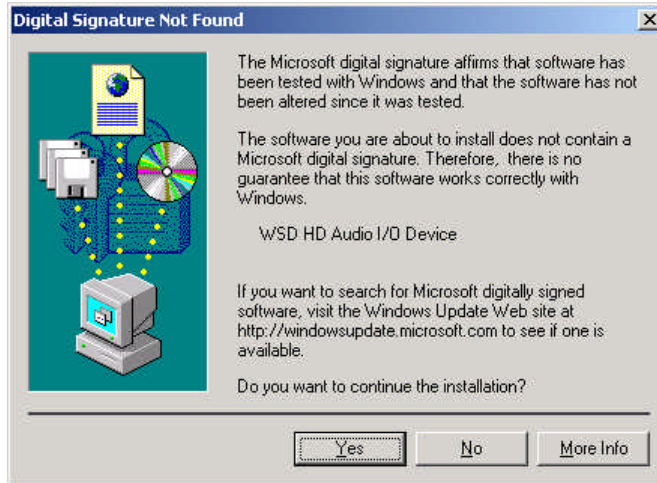 Digital Signature Not Found
The Microsoft digital signature affirms that software has
been tested with Windows and that the software has not
been altered since it was tested.
The software you are about to install does not contain a
Microsoft digital signature. Therefore, there is no
guarantee that this software works correctly with
Windows.
WSD HD Audio I/O Device
If you want to search for Microsoft digitally signed
software, visit the Windows Update Web site at
http://windowsupdate.microsoft.com to see if one is
available.
Do you want to continue the installation?
Yes No More Info